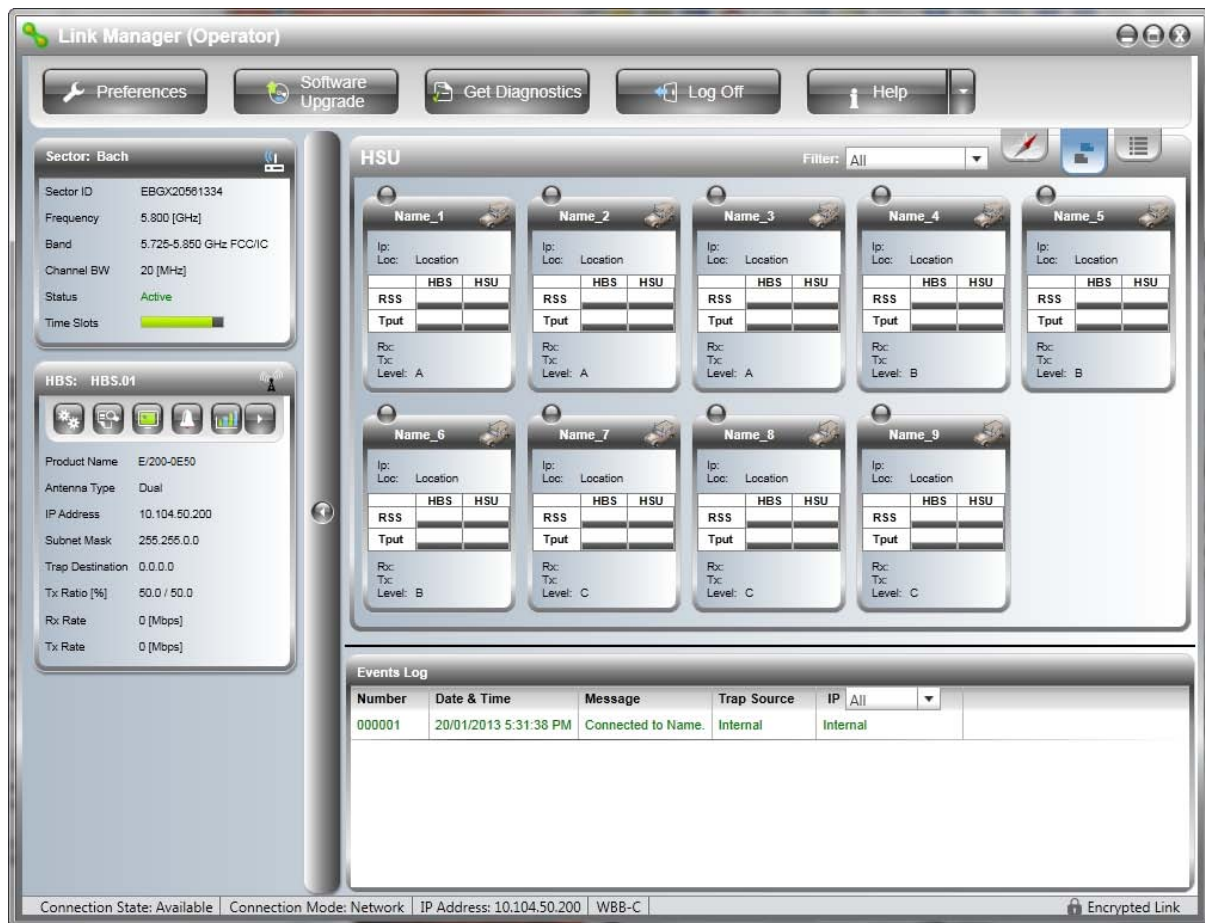 Link Manager (Operator)
Preferences
Software
Upgrade
Get Diagnostics
Log Off
Help
Sector: Bach
Sector ID EBGX20561334
Frequency 5.800 [GHz]
Band 5.725-5.850 GHz FCC/IC
Channel BW 20 [MHz]
Status Active
Time Slots
HBS: HBS.01
Product Name E/200-0E50
Antenna Type Dual
IP Address 10.104.50.200
Subnet Mask 255.255.0.0
Trap Destination 0.0.0.0
Tx Ratio [%] 50.0 / 50.0
Rx Rate 0 [Mbps]
Tx Rate 0 [Mbps]
HSU
Filter: All
Name_1
Ip:
Loc: Location
HBS HSU
RSS
Tput
Rx:
Tx:
Level: A
Name_2
Ip:
Loc: Location
HBS HSU
RSS
Tput
Rx:
Tx:
Level: A
Name_3
Ip:
Loc: Location
HBS HSU
RSS
Tput
Rx:
Tx:
Level: A
Name_4
Ip:
Loc: Location
HBS HSU
RSS
Tput
Rx:
Tx:
Level: B
Name_5
Ip:
Loc: Location
HBS HSU
RSS
Tput
Rx:
Tx:
Level: B
Name_6
Ip:
Loc: Location
HBS HSU
RSS
Tput
Rx:
Tx:
Level: B
Name_7
Ip:
Loc: Location
HBS HSU
RSS
Tput
Rx:
Tx:
Level: C
Name_8
Ip:
Loc: Location
HBS HSU
RSS
Tput
Rx:
Tx:
Level: C
Name_9
Ip:
Loc: Location
HBS HSU
RSS
Tput
Rx:
Tx:
Level: C
Events Log
Number Date & Time Message Trap Source IP All
000001 20/01/2013 5:31:38 PM Connected to Name. Internal Internal
Connection State: Available Connection Mode: Network IP Address: 10.104.50.200 WBB-C Encrypted Link